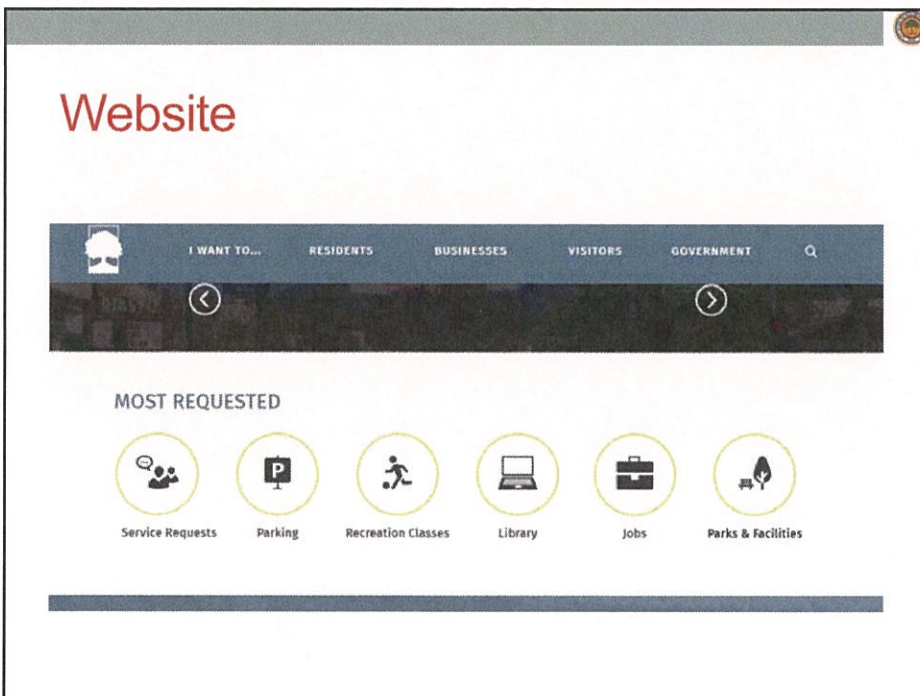 Website
I WANT TO...
RESIDENTS
BUSINESSES
VISITORS
GOVERNMENT
MOST REQUESTED
P
Service Requests
Parking
Recreation Classes
Library
Jobs
Parks & Facilities